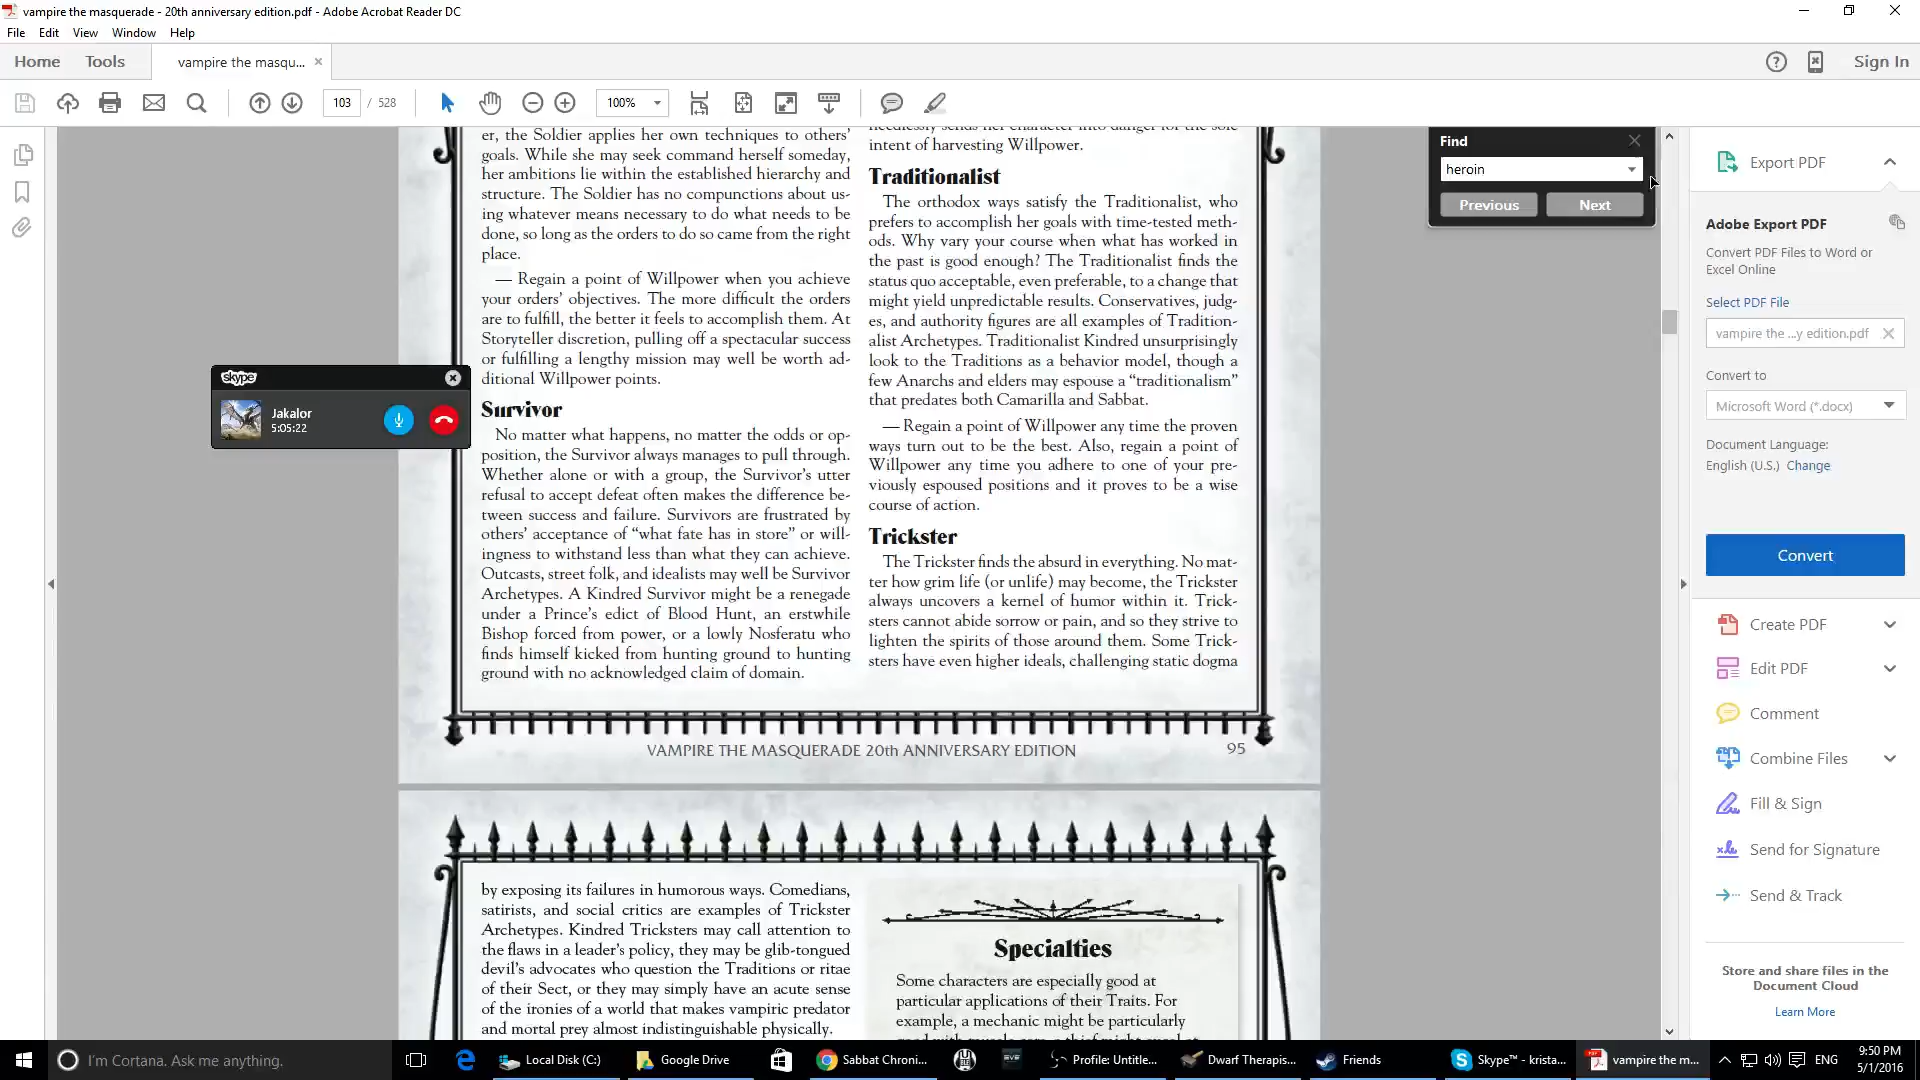 vampire the masquerade - 20th anniversary edition.pdf - Adobe Acrobat Reader DC
File Edit View Window Help
Home Tools vampire the masqu... Sign In
103 / 528 100%
er, the Soldier applies her own techniques to others'
goals. While she may seek command herself someday,
her ambitions lie within the established hierarchy and
structure. The Soldier has no compunctions about us-
ing whatever means necessary to do what needs to be
done, so long as the orders to do so came from the right
place.
— Regain a point of Willpower when you achieve
your orders' objectives. The more difficult the orders
are to fulfill, the better it feels to accomplish them. At
Storyteller discretion, pulling off a spectacular success
or fulfilling a lengthy mission may well be worth ad-
ditional Willpower points.
Survivor
No matter what happens, no matter the odds or op-
position, the Survivor always manages to pull through.
Whether alone or with a group, the Survivor's utter
refusal to accept defeat often makes the difference be-
tween success and failure. Survivors are frustrated by
others' acceptance of "what fate has in store" or will-
ingness to withstand less than what they can achieve.
Outcasts, street folk, and idealists may well be Survivor
Archetypes. A Kindred Survivor might be a renegade
under a Prince's edict of Blood Hunt, an erstwhile
Bishop forced from power, or a lowly Nosferatu who
finds himself kicked from hunting ground to hunting
ground with no acknowledged claim of domain.
needlessly sends her character into danger for the sole
intent of harvesting Willpower.
Traditionalist
The orthodox ways satisfy the Traditionalist, who
prefers to accomplish her goals with time-tested meth-
ods. Why vary your course when what has worked in
the past is good enough? The Traditionalist finds the
status quo acceptable, even preferable, to a change that
might yield unpredictable results. Conservatives, judg-
es, and authority figures are all examples of Tradition-
alist Archetypes. Traditionalist Kindred unsurprisingly
look to the Traditions as a behavior model, though a
few Anarchs and elders may espouse a "traditionalism"
that predates both Camarilla and Sabbat.
— Regain a point of Willpower any time the proven
ways turn out to be the best. Also, regain a point of
Willpower any time you adhere to one of your pre-
viously espoused positions and it proves to be a wise
course of action.
Trickster
The Trickster finds the absurd in everything. No mat-
ter how grim life (or unlife) may become, the Trickster
always uncovers a kernel of humor within it. Trick-
sters cannot abide sorrow or pain, and so they strive to
lighten the spirits of those around them. Some Trick-
sters have even higher ideals, challenging static dogma
VAMPIRE THE MASQUERADE 20th ANNIVERSARY EDITION 95
by exposing its failures in humorous ways. Comedians,
satirists, and social critics are examples of Trickster
Archetypes. Kindred Tricksters may call attention to
the flaws in a leader's policy, they may be glib-tongued
devil's advocates who question the Traditions or ritae
of their Sect, or they may simply have an acute sense
of the ironies of a world that makes vampiric predator
and mortal prey almost indistinguishable physically.
Specialties
Some characters are especially good at
particular applications of their Traits. For
example, a mechanic might be particularly
skype
Jakalor
5:05:22
Find
heroin
Previous Next
Export PDF
Adobe Export PDF
Convert PDF Files to Word or
Excel Online
Select PDF File
vampire the ...y edition.pdf
Convert to
Microsoft Word (*.docx)
Document Language:
English (U.S.) Change
Convert
Create PDF
Edit PDF
Comment
Combine Files
Fill & Sign
Send for Signature
Send & Track
Store and share files in the
Document Cloud
Learn More
I'm Cortana. Ask me anything.
Local Disk (C:)
Google Drive
Sabbat Chroni...
Profile: Untitle...
Dwarf Therapis...
Friends
Skype™ - krista...
vampire the m...
ENG
9:50 PM
5/1/2016